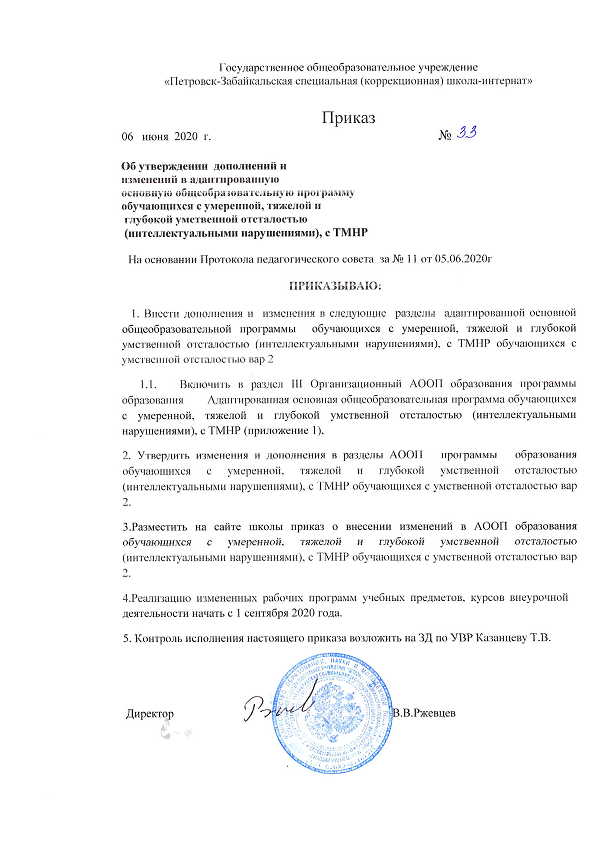 Государственное общеобразовательное учреждение
«Петровск-Забайкальская специальная (коррекционная) школа-интернат»
Приказ
06 июня 2020 г. № 33
Об утверждении дополнений и
изменений в адаптированную
основную общеобразовательную программу
обучающихся с умеренной, тяжелой и
глубокой умственной отсталостью
(интеллектуальными нарушениями), с ТМНР
На основании Протокола педагогического совета за № 11 от 05.06.2020г
ПРИКАЗЫВАЮ:
1. Внести дополнения и изменения в следующие разделы адаптированной основной
общеобразовательной программы обучающихся с умеренной, тяжелой и глубокой
умственной отсталостью (интеллектуальными нарушениями), с ТМНР обучающихся с
умственной отсталостью вар 2
1.1. Включить в раздел III Организационный АООП образования программы
образования Адаптированная основная общеобразовательная программа обучающихся
с умеренной, тяжелой и глубокой умственной отсталостью (интеллектуальными
нарушениями), с ТМНР (приложение 1),
2. Утвердить изменения и дополнения в разделы АООП программы образования
обучающихся с умеренной, тяжелой и глубокой умственной отсталостью
(интеллектуальными нарушениями), с ТМНР обучающихся с умственной отсталостью вар
2.
3.Разместить на сайте школы приказ о внесении изменений в АООП образования
обучающихся с умеренной, тяжелой и глубокой умственной отсталостью
(интеллектуальными нарушениями), с ТМНР обучающихся с умственной отсталостью вар
2.
4.Реализацию измененных рабочих программ учебных предметов, курсов внеурочной
деятельности начать с 1 сентября 2020 года.
5. Контроль исполнения настоящего приказа возложить на ЗД по УВР Казанцеву Т.В.
Директор В.В.Ржевцев